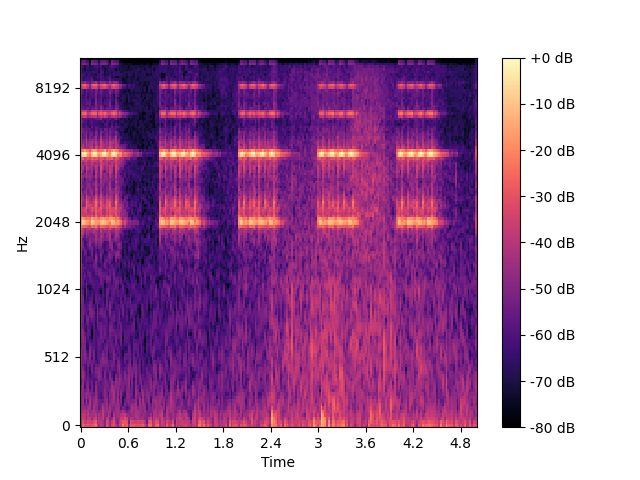 8192
4096
2048
1024
512
0
Hz
0 0.6 1.2 1.8 2.4 3 3.6 4.2 4.8
Time
+0 dB
-10 dB
-20 dB
-30 dB
-40 dB
-50 dB
-60 dB
-70 dB
-80 dB